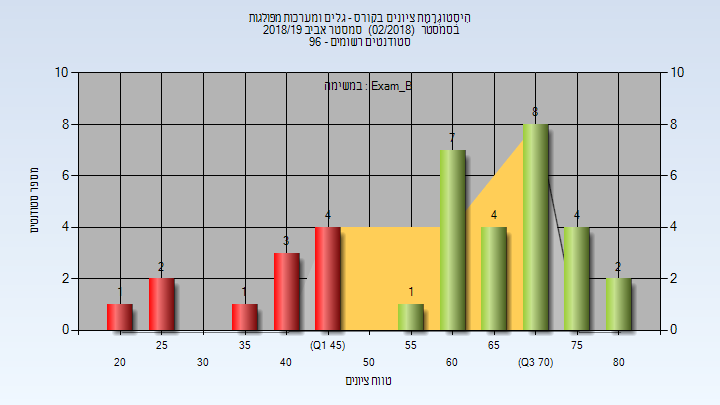 היסטוגרמת ציונים בקורס - גלים ומערכות מפולגות
בסמסטר (02/2018) סמסטר אביב 2018/19
סטודנטים רשומים - 96
במשימה : Exam_B
מספר סטודנטים
10 10
8 8
6 6
4 4
2 2
0 0
1 2 1 3 4 1 7 4 8 4 2
25 35 (Q1 45) 55 65 75
20 30 40 50 60 (Q3 70) 80
טווח ציונים